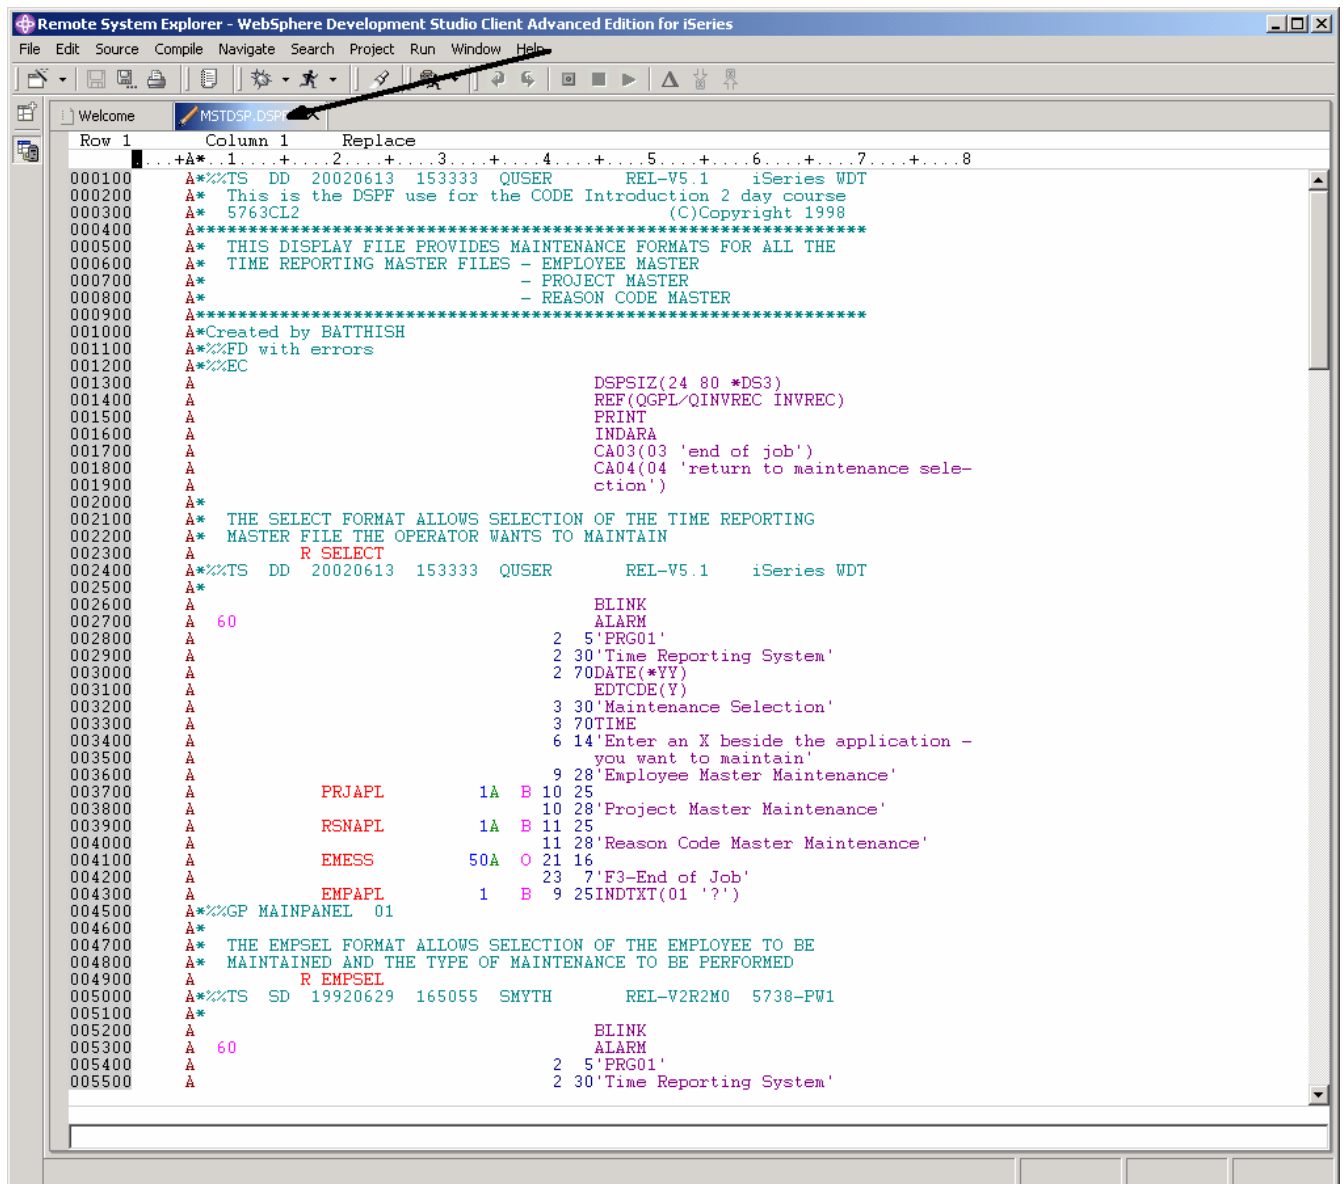 Remote System Explorer - WebSphere Development Studio Client Advanced Edition for iSeries
File Edit Source Compile Navigate Search Project Run Window Help
Welcome MSTDSP.DSPF
Row 1 Column 1 Replace
....+A*..1....+....2....+....3....+....4....+....5....+....6....+....7....+....8
000100 A*%%TS DD 20020613 153333 QUSER REL-V5.1 iSeries WDT
000200 A* This is the DSPF use for the CODE Introduction 2 day course
000300 A* 5763CL2 (C)Copyright 1998
000400 A****************************************************************
000500 A* THIS DISPLAY FILE PROVIDES MAINTENANCE FORMATS FOR ALL THE
000600 A* TIME REPORTING MASTER FILES - EMPLOYEE MASTER
000700 A* - PROJECT MASTER
000800 A* - REASON CODE MASTER
000900 A****************************************************************
001000 A*Created by BATTHISH
001100 A*%%FD with errors
001200 A*%%EC
001300 A DSPSIZ(24 80 *DS3)
001400 A REF(QGPL/QINVREC INVREC)
001500 A PRINT
001600 A INDARA
001700 A CA03(03 'end of job')
001800 A CA04(04 'return to maintenance sele-
001900 A ction')
002000 A*
002100 A* THE SELECT FORMAT ALLOWS SELECTION OF THE TIME REPORTING
002200 A* MASTER FILE THE OPERATOR WANTS TO MAINTAIN
002300 A R SELECT
002400 A*%%TS DD 20020613 153333 QUSER REL-V5.1 iSeries WDT
002500 A*
002600 A BLINK
002700 A 60 ALARM
002800 A 2 5'PRG01'
002900 A 2 30'Time Reporting System'
003000 A 2 70DATE(*YY)
003100 A EDTCDE(Y)
003200 A 3 30'Maintenance Selection'
003300 A 3 70TIME
003400 A 6 14'Enter an X beside the application -
003500 A you want to maintain'
003600 A 9 28'Employee Master Maintenance'
003700 A PRJAPL 1A B 10 25
003800 A 10 28'Project Master Maintenance'
003900 A RSNAPL 1A B 11 25
004000 A 11 28'Reason Code Master Maintenance'
004100 A EMESS 50A O 21 16
004200 A 23 7'F3-End of Job'
004300 A EMPAPL 1 B 9 25INDTXT(01 '?')
004500 A*%%GP MAINPANEL 01
004600 A*
004700 A* THE EMPSEL FORMAT ALLOWS SELECTION OF THE EMPLOYEE TO BE
004800 A* MAINTAINED AND THE TYPE OF MAINTENANCE TO BE PERFORMED
004900 A R EMPSEL
005000 A*%%TS SD 19920629 165055 SMYTH REL-V2R2M0 5738-PW1
005100 A*
005200 A BLINK
005300 A 60 ALARM
005400 A 2 5'PRG01'
005500 A 2 30'Time Reporting System'